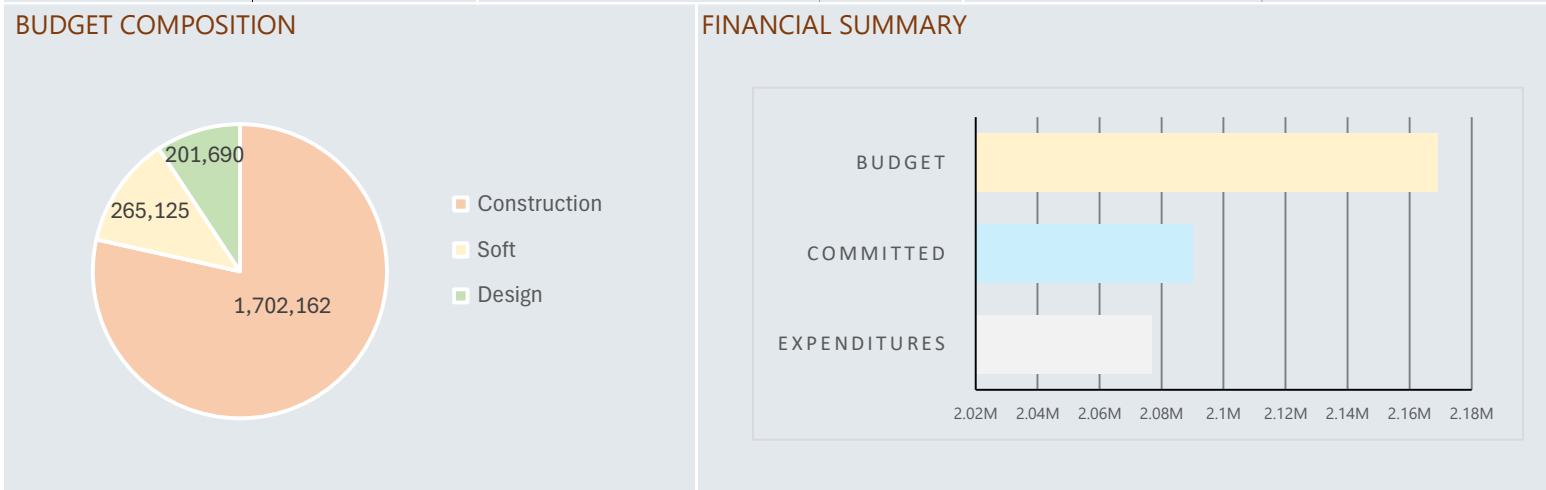 BUDGET COMPOSITION
201,690
265,125
1,702,162
Construction
Soft
Design
FINANCIAL SUMMARY
BUDGET
COMMITTED
EXPENDITURES
2.02M 2.04M 2.06M 2.08M 2.1M 2.12M 2.14M 2.16M 2.18M